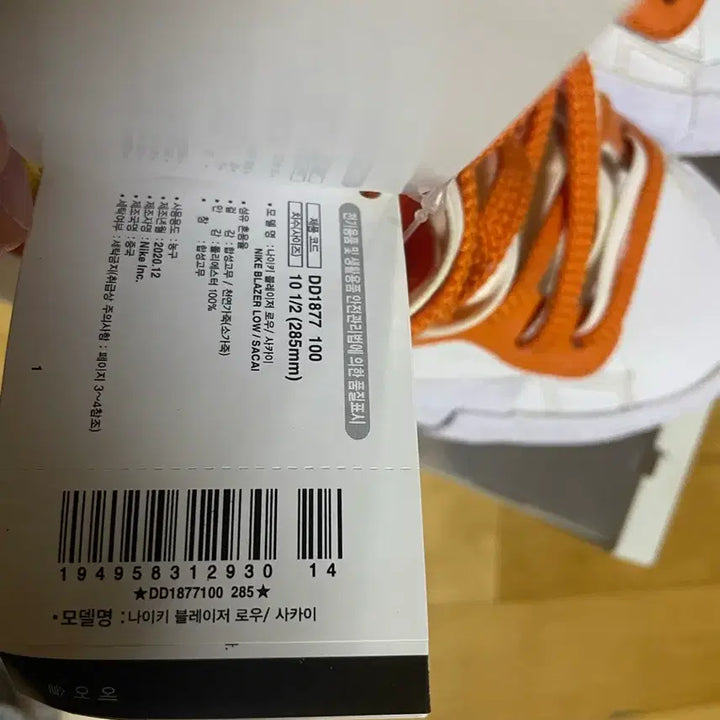 전기용품 및 생활용품 안전관리법에 의한 품질표시
제품 코드 DD1877 100
치수(사이즈) 10 1/2 (285mm)
• 모 델 명 : 나이키 블레이저 로우/ 사카이
NIKE BLAZER LOW / SACAI
• 섬유 혼용율
• 겉 감 : 합성고무 / 천연가죽(소가죽)
• 안 감 : 폴리에스터 100%
• 창 : 합성고무
• 사용용도 : 농구
• 제조년월 : 2020.12
• 제조자명 : Nike Inc.
• 제조국명 : 중국
• 세탁여부 : 세탁금지(취급상 주의사항 : 페이지 3~4참조)
1
194958312930 14
★DD1877100 285★
•모델명 : 나이키 블레이저 로우/ 사카이